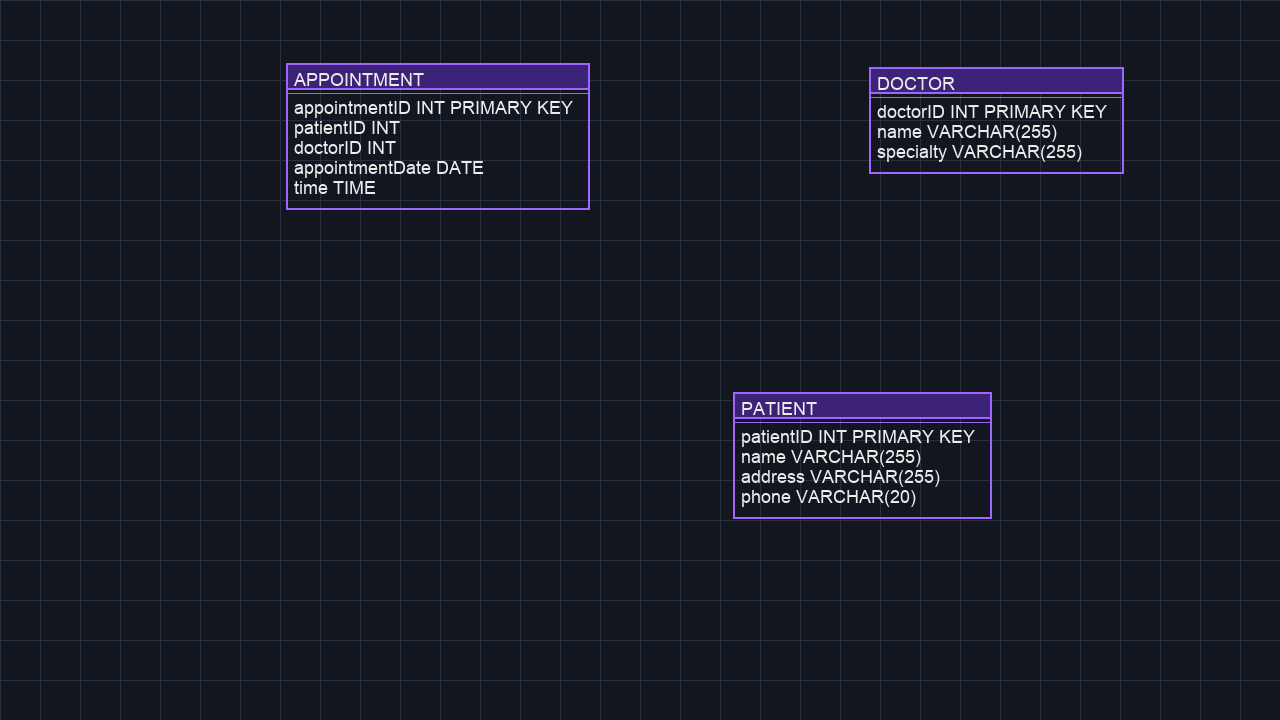 APPOINTMENT
appointmentID INT PRIMARY KEY
patientID INT
doctorID INT
appointmentDate DATE
time TIME
DOCTOR
doctorID INT PRIMARY KEY
name VARCHAR(255)
specialty VARCHAR(255)
PATIENT
patientID INT PRIMARY KEY
name VARCHAR(255)
address VARCHAR(255)
phone VARCHAR(20)